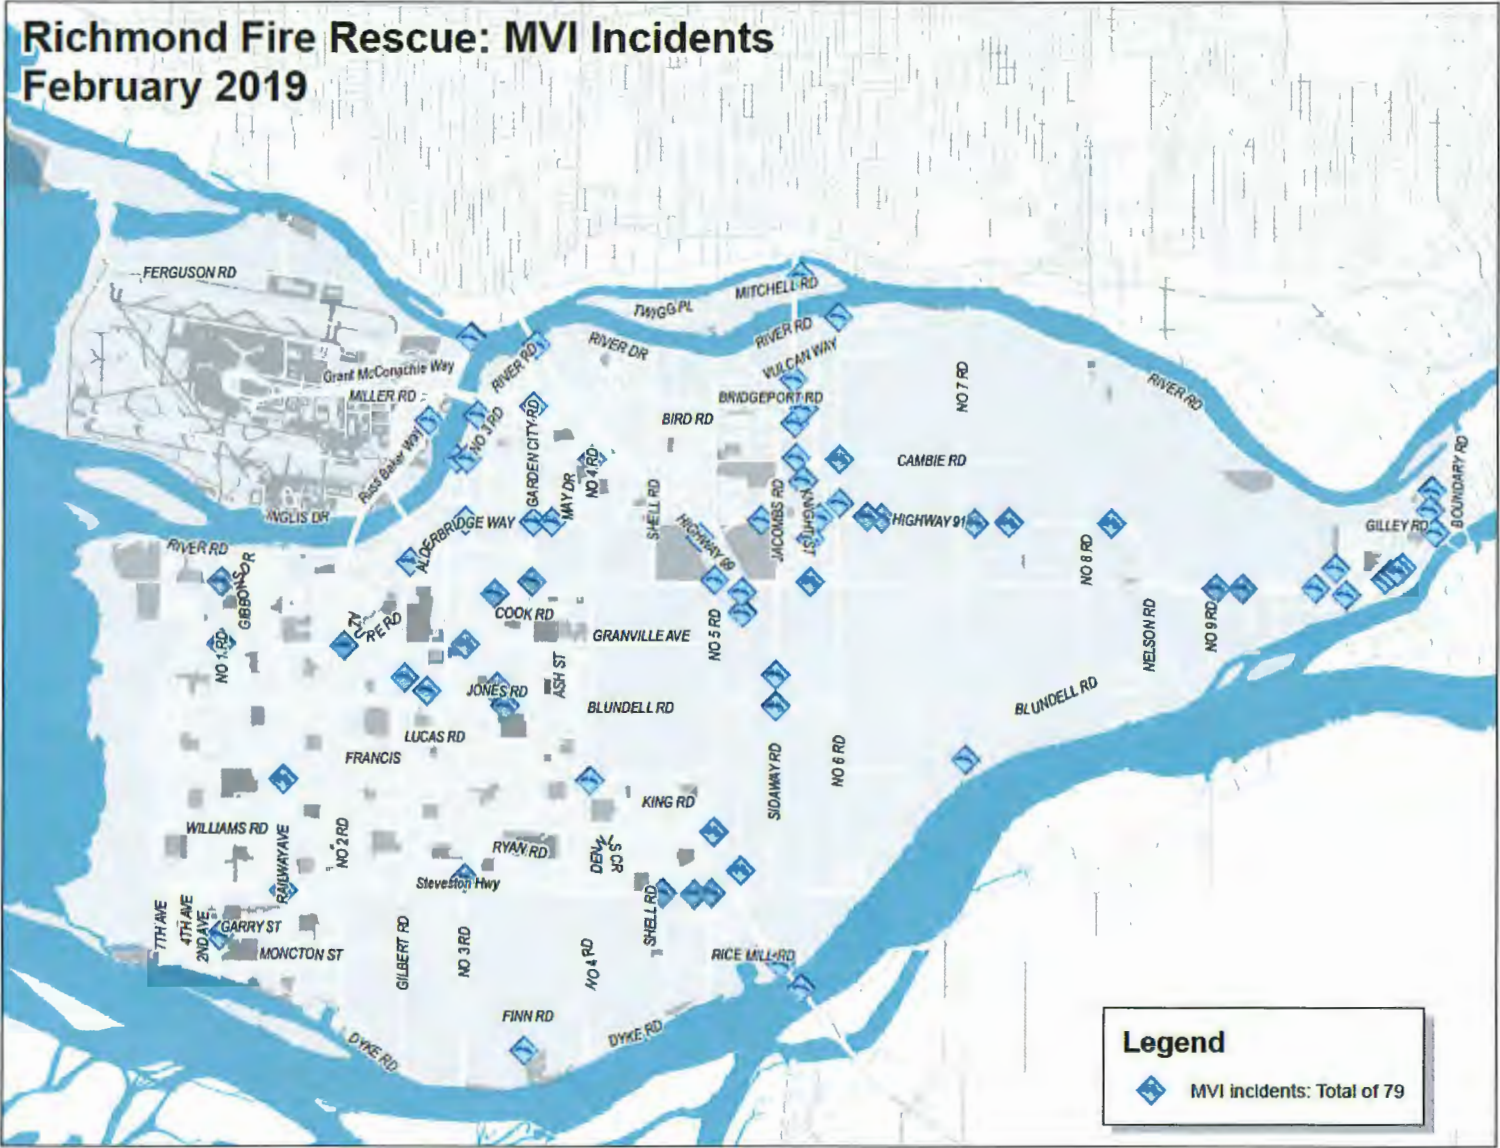 Richmond Fire Rescue: MVI Incidents
February 2019
FERGUSON RD
MITCHELL RD
TWIGG PL
RIVER RD
RIVER DR
VULCAN WAY
RIVER RD
Grant McConachie Way
MILLER RD
BRIDGEPORT RD
NO 7 RD
RIVER RD
NO 3 RD
GARDEN CITY RD
BIRD RD
Russ Baker Way
NO 4 RD
CAMBIE RD
BOUNDARY RD
MAY DR
SHELL RD
JACOMBS RD
KNIGHT ST
INGLIS DR
ALDERBRIDGE WAY
HIGHWAY 99
HIGHWAY 91
GILLEY RD
RIVER RD
GIBBONS DR
NO 8 RD
COOK RD
GRANVILLE AVE
NO 5 RD
NELSON RD
NO 9 RD
NO 1 RD
ASH ST
JONES RD
BLUNDELL RD
BLUNDELL RD
LUCAS RD
FRANCIS
SIDAWAY RD
NO 6 RD
KING RD
WILLIAMS RD
NO 2 RD
RAILWAY AVE
RYAN RD
Steveston Hwy
7TH AVE
4TH AVE
2ND AVE
GARRY ST
MONCTON ST
GILBERT RD
NO 3 RD
NO 4 RD
SHELL RD
RICE MILL RD
FINN RD
DYKE RD
DYKE RD
Legend
MVI incidents: Total of 79